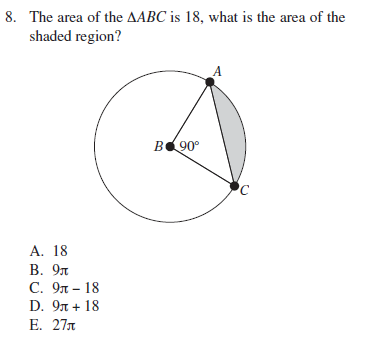 8. The area of the ΔABC is 18, what is the area of the
shaded region?
A
B 90°
C
A. 18
B. 9π
C. 9π – 18
D. 9π + 18
E. 27π